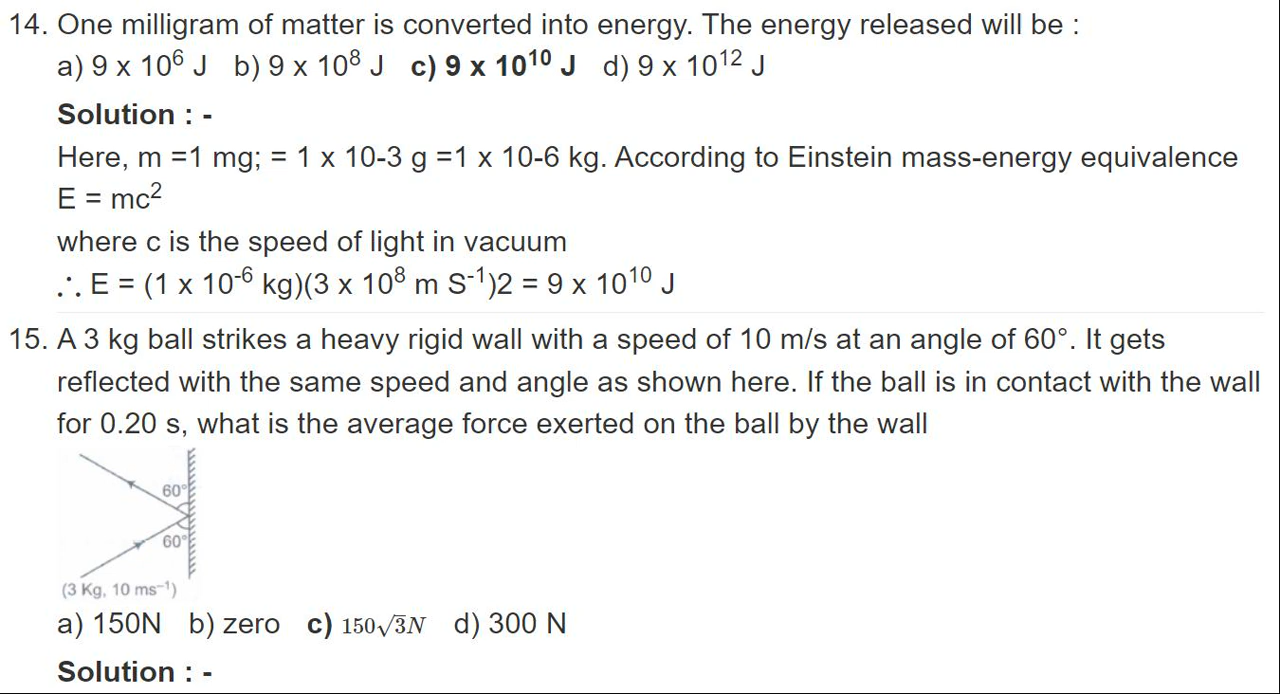 14. One milligram of matter is converted into energy. The energy released will be :
a) 9 x 10⁶ J b) 9 x 10⁸ J c) 9 x 10¹⁰ J d) 9 x 10¹² J
Solution : -
Here, m =1 mg; = 1 x 10-3 g =1 x 10-6 kg. According to Einstein mass-energy equivalence
E = mc²
where c is the speed of light in vacuum
∴ E = (1 x 10⁻⁶ kg)(3 x 10⁸ m S⁻¹)2 = 9 x 10¹⁰ J
15. A 3 kg ball strikes a heavy rigid wall with a speed of 10 m/s at an angle of 60°. It gets
reflected with the same speed and angle as shown here. If the ball is in contact with the wall
for 0.20 s, what is the average force exerted on the ball by the wall
60°
60°
(3 Kg, 10 ms⁻¹)
a) 150N b) zero c) 150√3N d) 300 N
Solution : -